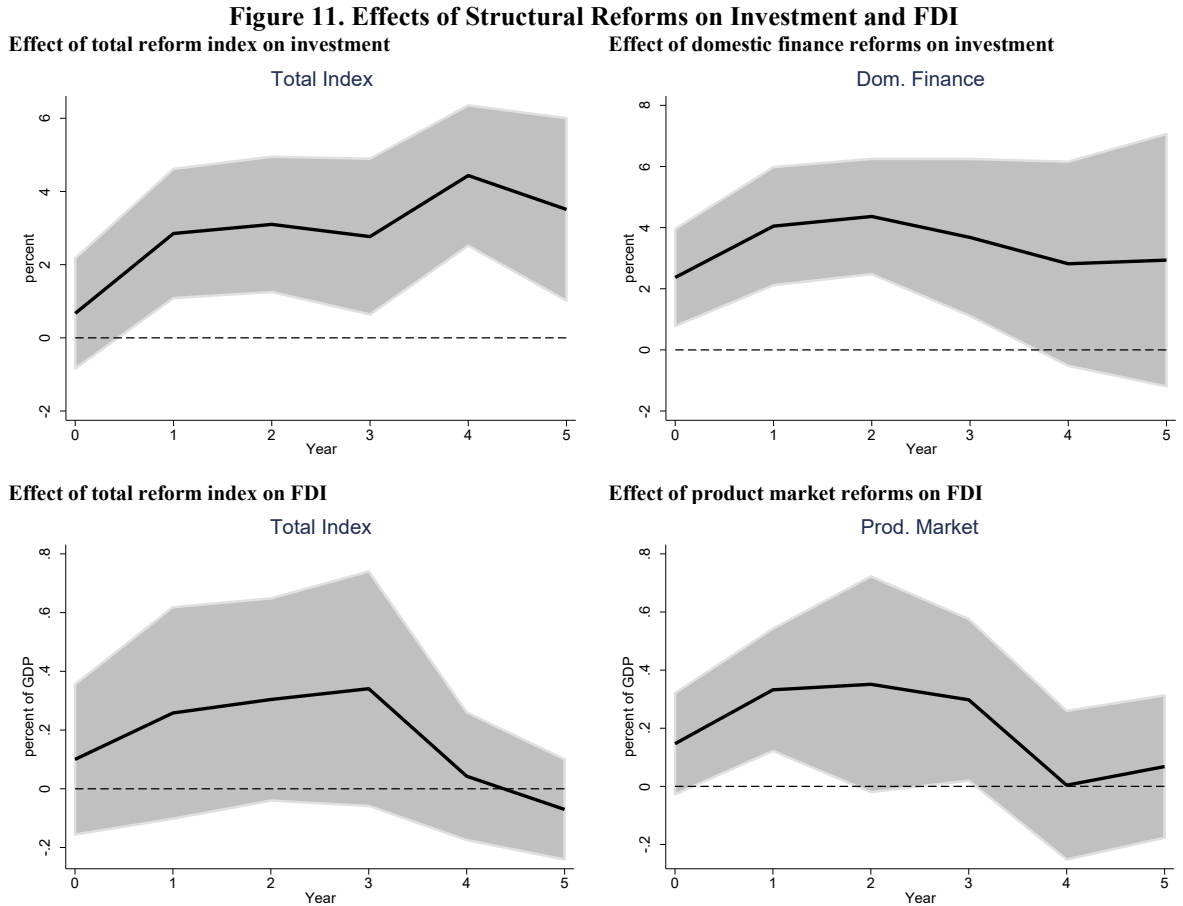 Figure 11. Effects of Structural Reforms on Investment and FDI
Effect of total reform index on investment
Total Index
percent
6
4
2
0
-2
0 1 2 3 4 5
Year
Effect of domestic finance reforms on investment
Dom. Finance
percent
8
6
4
2
0
-2
0 1 2 3 4 5
Year
Effect of total reform index on FDI
Total Index
percent of GDP
.8
.6
.4
.2
0
-.2
0 1 2 3 4 5
Year
Effect of product market reforms on FDI
Prod. Market
percent of GDP
.8
.6
.4
.2
0
-.2
0 1 2 3 4 5
Year